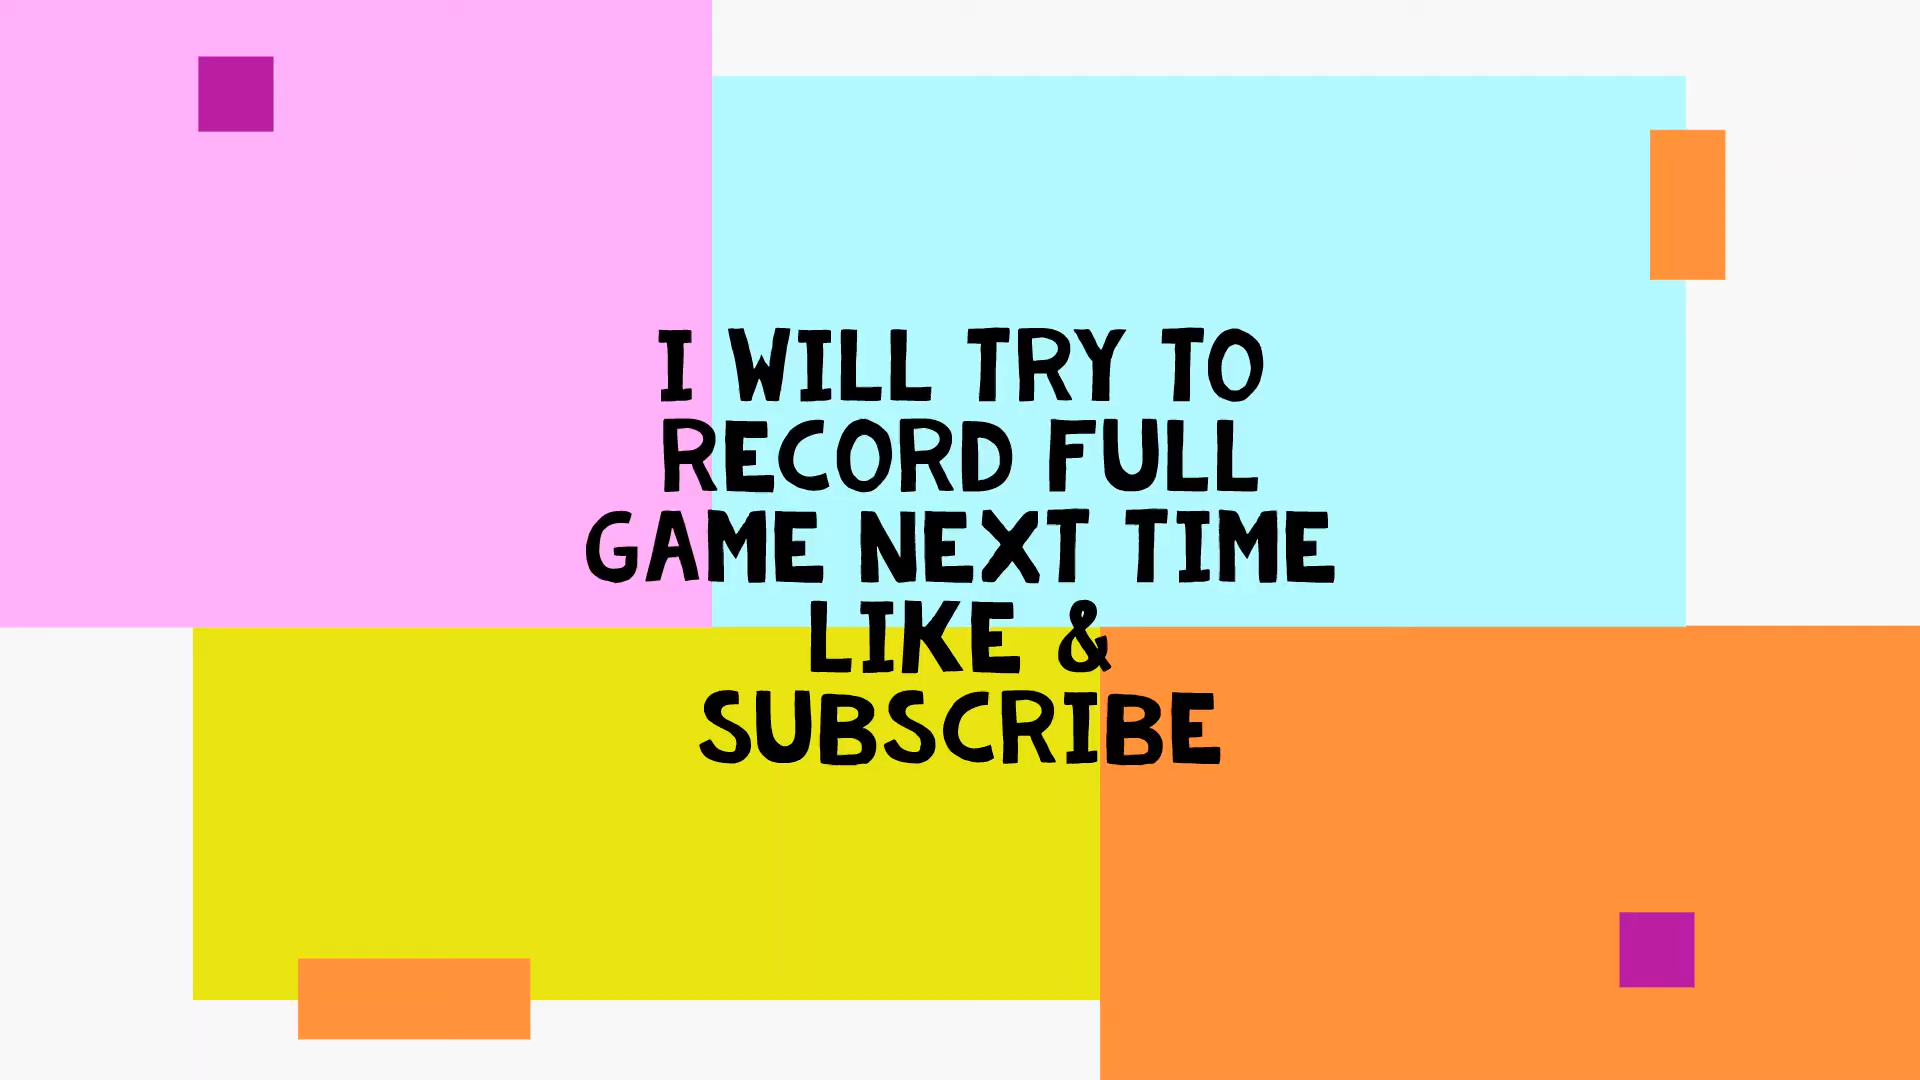 I WILL TRY TO
RECORD FULL
GAME NEXT TIME
LIKE &
SUBSCRIBE